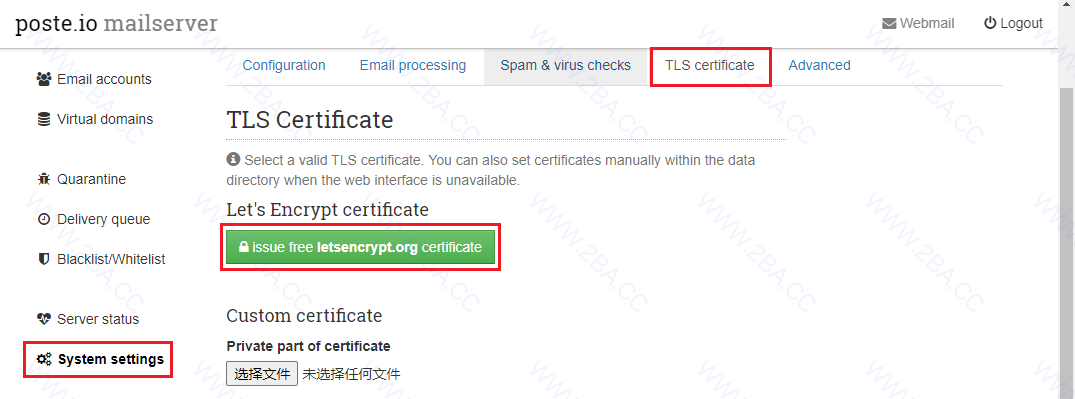 poste.io mailserver
Webmail
Logout
Email accounts
Virtual domains
Quarantine
Delivery queue
Blacklist/Whitelist
Server status
System settings
Configuration
Email processing
Spam & virus checks
TLS certificate
Advanced
TLS Certificate
Select a valid TLS certificate. You can also set certificates manually within the data
directory when the web interface is unavailable.
Let's Encrypt certificate
issue free letsencrypt.org certificate
Custom certificate
Private part of certificate
选择文件 未选择任何文件
WWW.2BA.CC